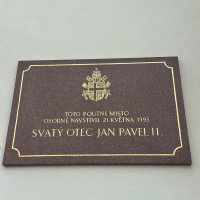 TOTO POUTNÍ MÍSTO
OSOBNĚ NAVŠTÍVIL 21. KVĚTNA 1995
SVATÝ OTEC JAN PAVEL II.